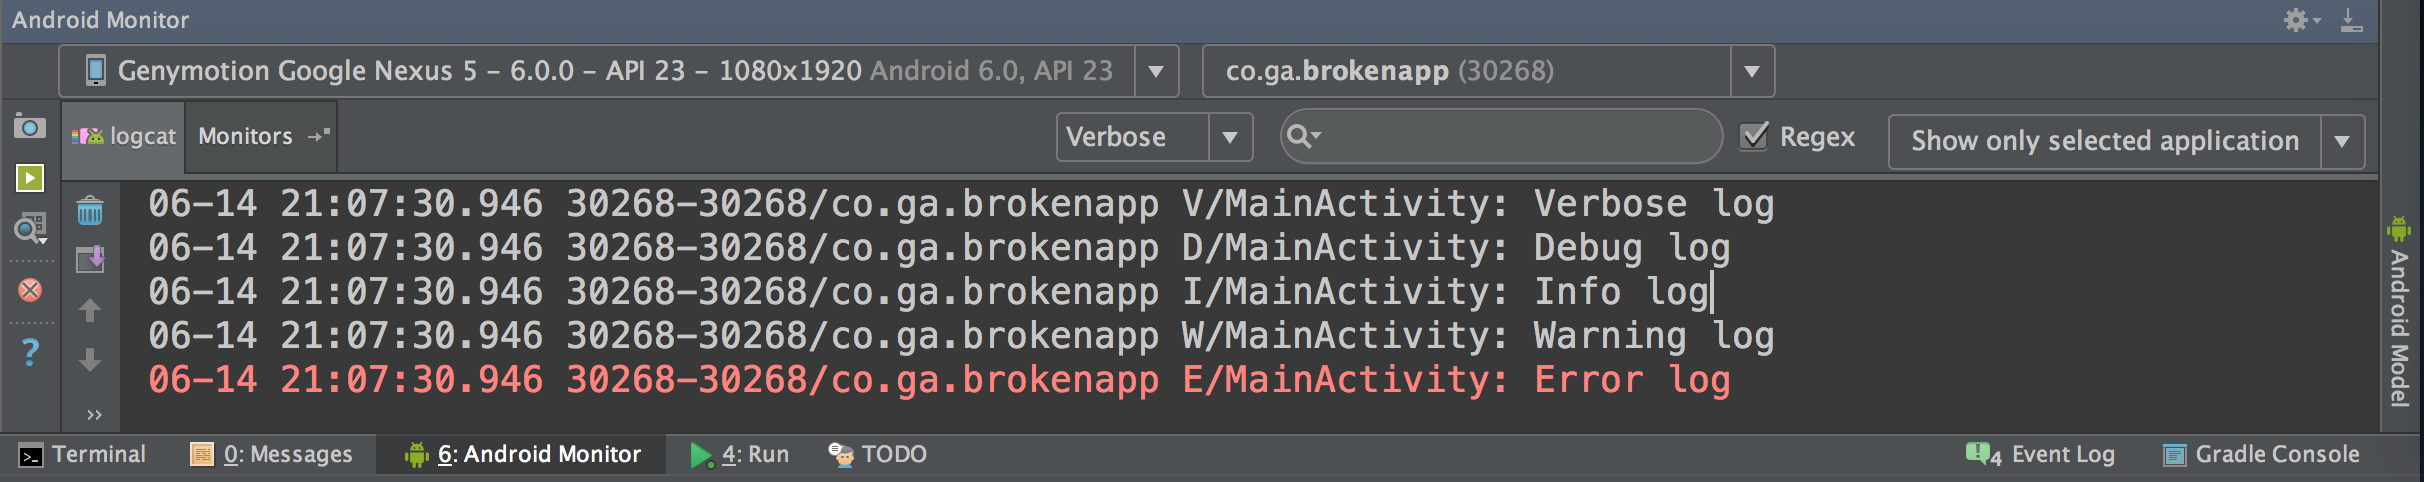 Android Monitor
Genymotion Google Nexus 5 – 6.0.0 – API 23 – 1080x1920 Android 6.0, API 23
co.ga.brokenapp (30268)
logcat
Monitors
Verbose
Regex
Show only selected application
06-14 21:07:30.946 30268-30268/co.ga.brokenapp V/MainActivity: Verbose log
06-14 21:07:30.946 30268-30268/co.ga.brokenapp D/MainActivity: Debug log
06-14 21:07:30.946 30268-30268/co.ga.brokenapp I/MainActivity: Info log
06-14 21:07:30.946 30268-30268/co.ga.brokenapp W/MainActivity: Warning log
06-14 21:07:30.946 30268-30268/co.ga.brokenapp E/MainActivity: Error log
Android Model
Terminal
0: Messages
6: Android Monitor
4: Run
TODO
4 Event Log
Gradle Console